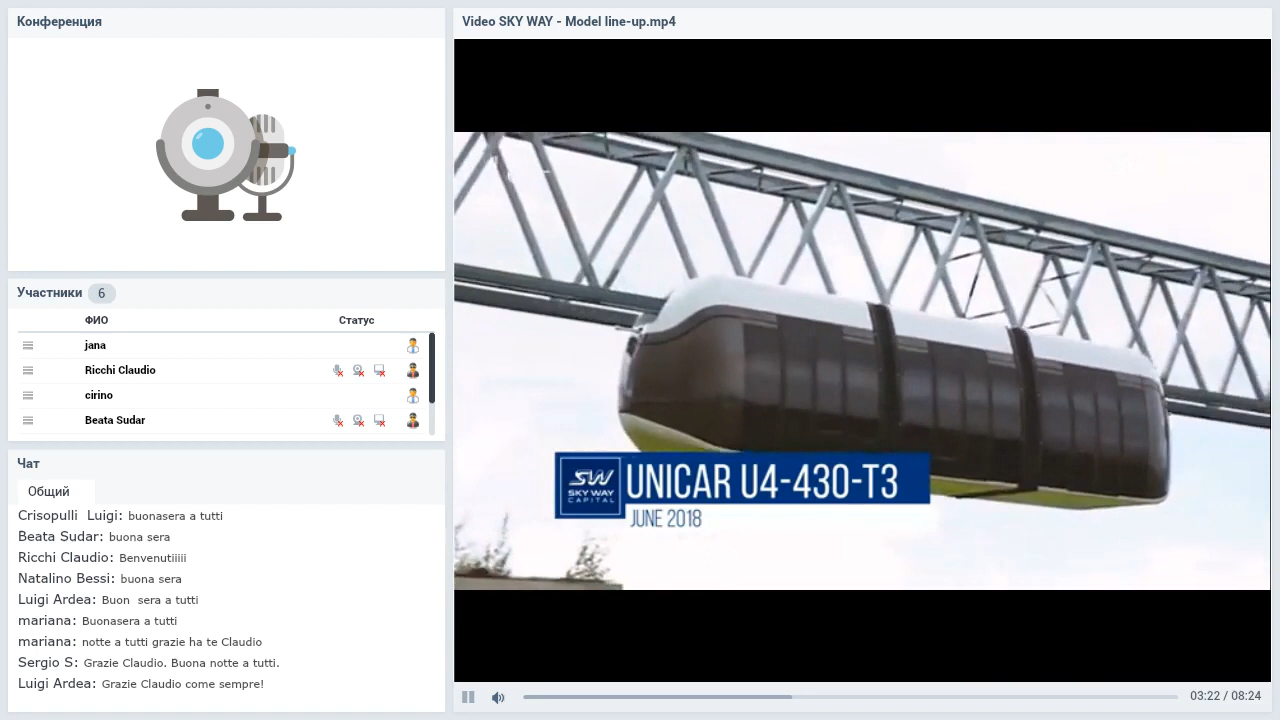 Конференция
Участники 6
ФИО Статус
jana
Ricchi Claudio
cirino
Beata Sudar
Чат
Общий
Crisopulli Luigi: buonasera a tutti
Beata Sudar: buona sera
Ricchi Claudio: Benvenutiiiii
Natalino Bessi: buona sera
Luigi Ardea: Buon sera a tutti
mariana: Buonasera a tutti
mariana: notte a tutti grazie ha te Claudio
Sergio S: Grazie Claudio. Buona notte a tutti.
Luigi Ardea: Grazie Claudio come sempre!
Video SKY WAY - Model line-up.mp4
SW
SKY WAY
CAPITAL
UNICAR U4-430-T3
JUNE 2018
03:22 / 08:24